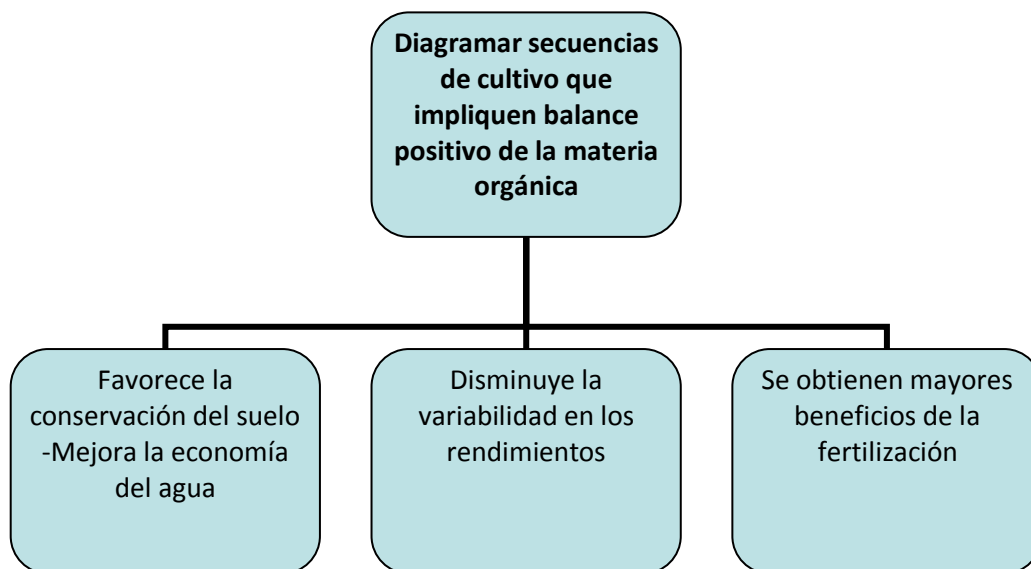 Diagramar secuencias
de cultivo que
impliquen balance
positivo de la materia
orgánica
Favorece la
conservación del suelo
-Mejora la economía
del agua
Disminuye la
variabilidad en los
rendimientos
Se obtienen mayores
beneficios de la
fertilización